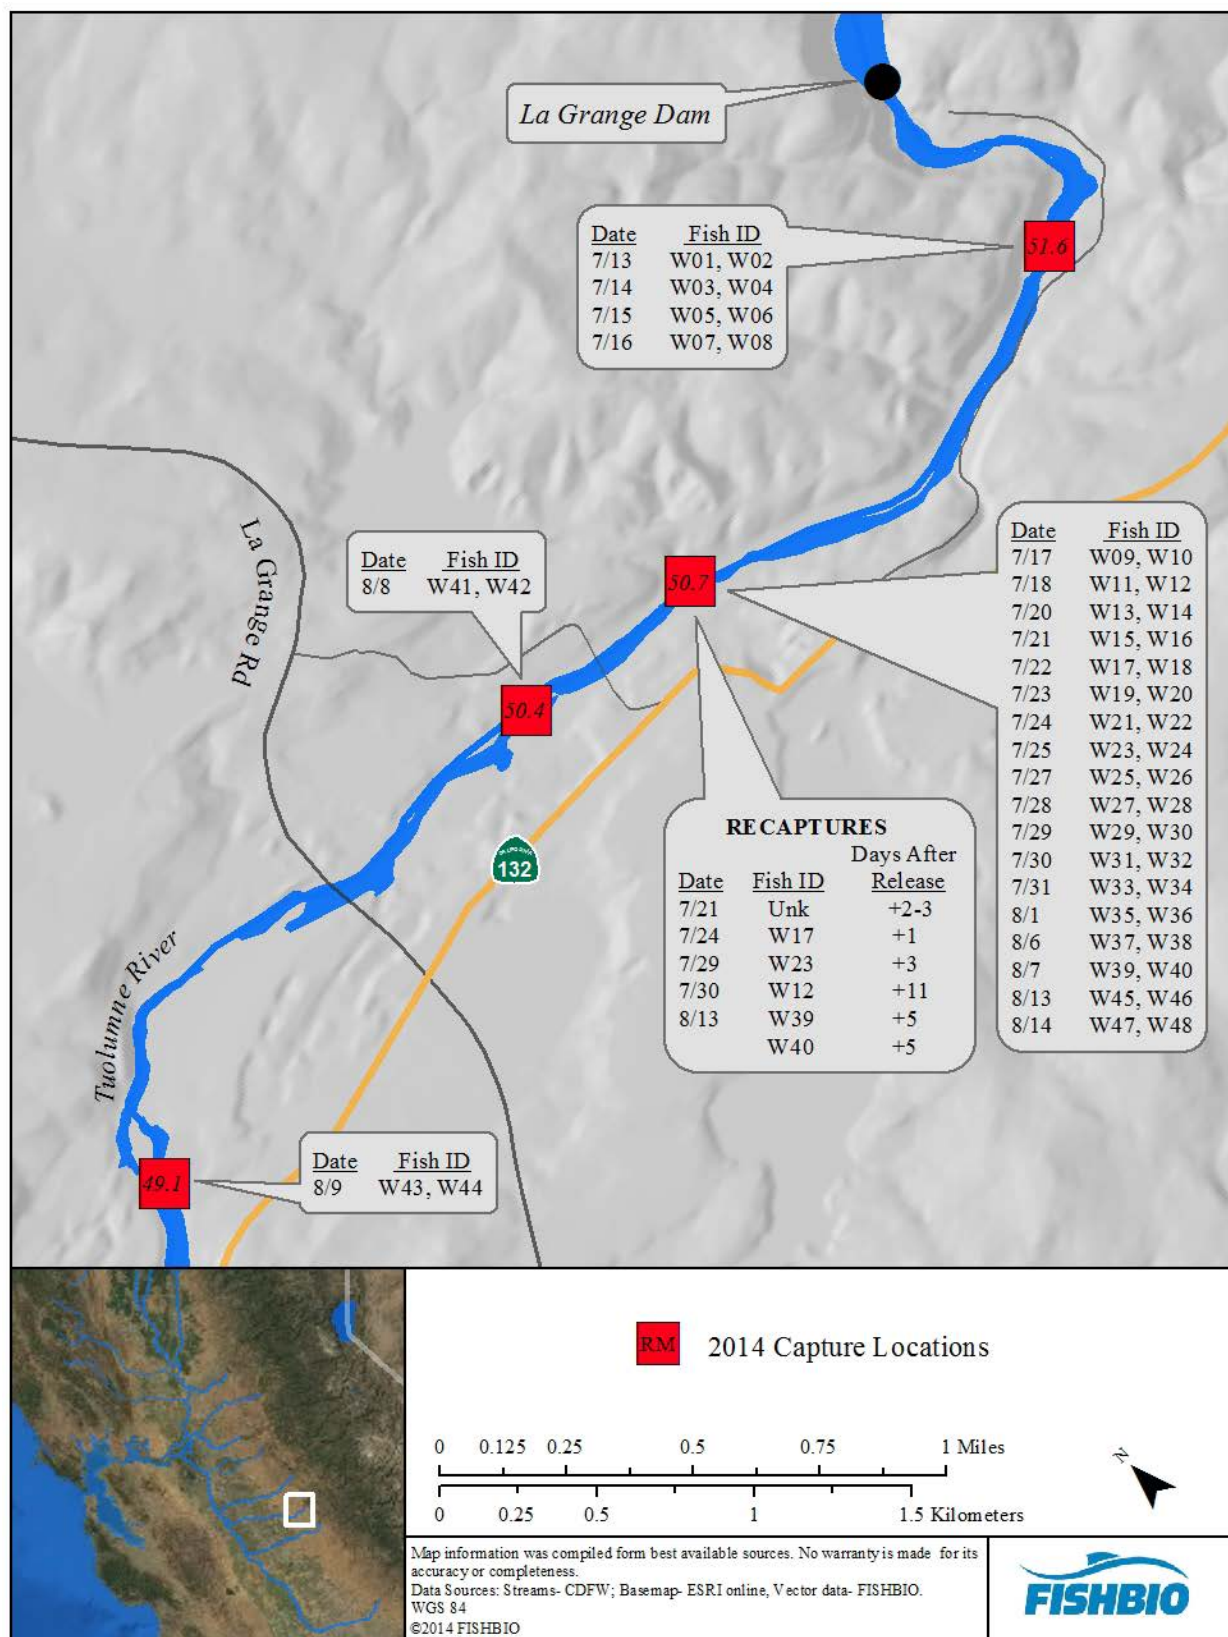 La Grange Dam
Date Fish ID
7/13 W01, W02
7/14 W03, W04
7/15 W05, W06
7/16 W07, W08
51.6
La Grange Rd
Date Fish ID
8/8 W41, W42
50.7
50.4
Date Fish ID
7/17 W09, W10
7/18 W11, W12
7/20 W13, W14
7/21 W15, W16
7/22 W17, W18
7/23 W19, W20
7/24 W21, W22
7/25 W23, W24
7/27 W25, W26
7/28 W27, W28
7/29 W29, W30
7/30 W31, W32
7/31 W33, W34
8/1 W35, W36
8/6 W37, W38
8/7 W39, W40
8/13 W45, W46
8/14 W47, W48
132
RECAPTURES
Days After
Date Fish ID Release
7/21 Unk +2-3
7/24 W17 +1
7/29 W23 +3
7/30 W12 +11
8/13 W39 +5
W40 +5
Tuolumne River
49.1
Date Fish ID
8/9 W43, W44
RM 2014 Capture Locations
0 0.125 0.25 0.5 0.75 1 Miles
0 0.25 0.5 1 1.5 Kilometers
N
Map information was compiled form best available sources. No warranty is made for its
accuracy or completeness.
Data Sources: Streams- CDFW; Basemap- ESRI online, Vector data- FISHBIO.
WGS 84
©2014 FISHBIO
FISHBIO